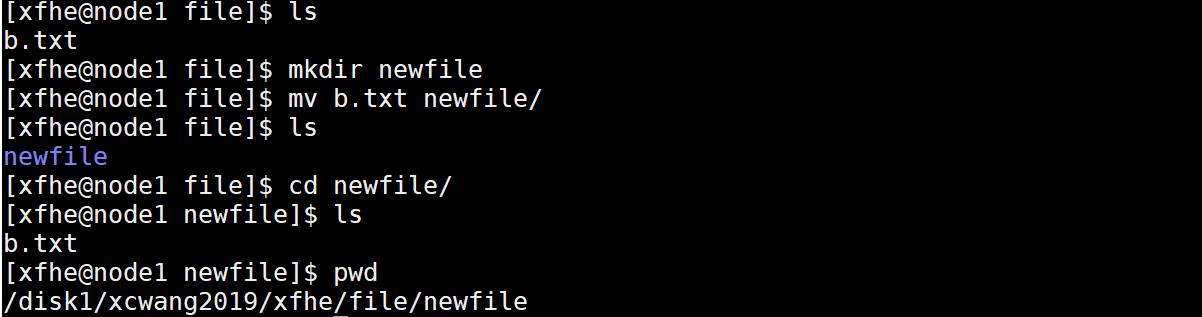 [xfhe@node1 file]$ ls
b.txt
[xfhe@node1 file]$ mkdir newfile
[xfhe@node1 file]$ mv b.txt newfile/
[xfhe@node1 file]$ ls
newfile
[xfhe@node1 file]$ cd newfile/
[xfhe@node1 newfile]$ ls
b.txt
[xfhe@node1 newfile]$ pwd
/disk1/xcwang2019/xfhe/file/newfile